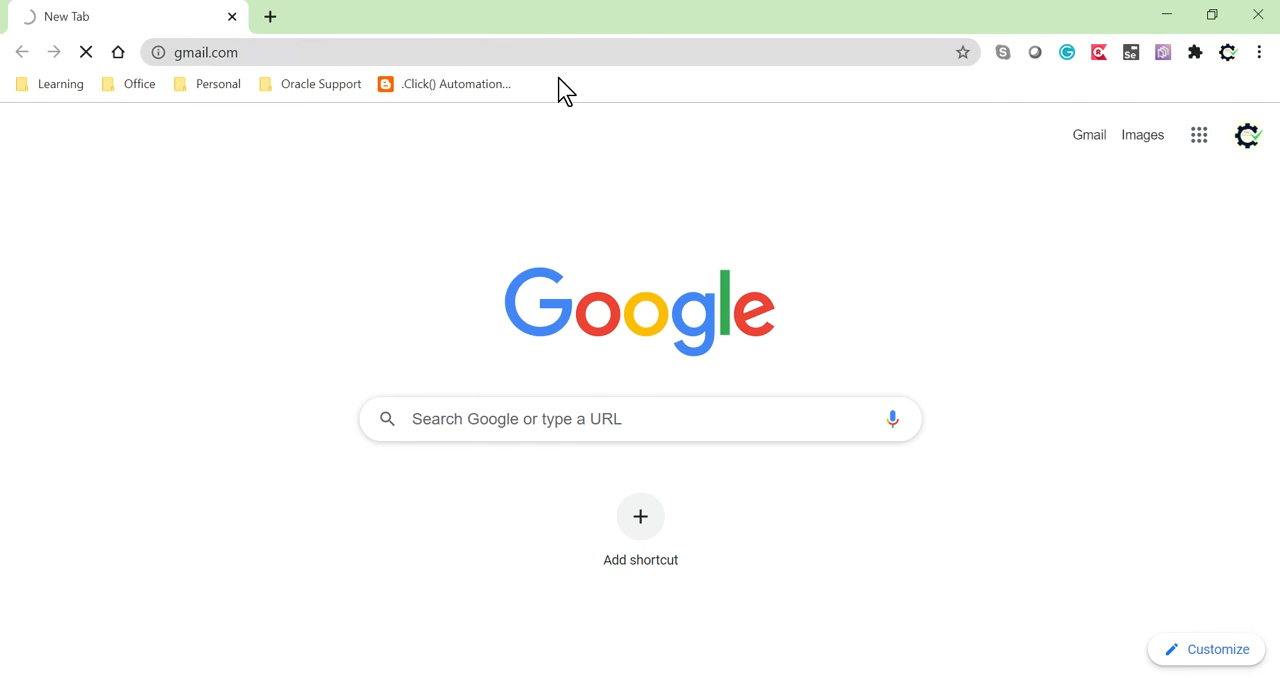 New Tab
gmail.com
Se
Learning Office Personal Oracle Support .Click() Automation...
Gmail Images
Google
Search Google or type a URL
Add shortcut
Customize